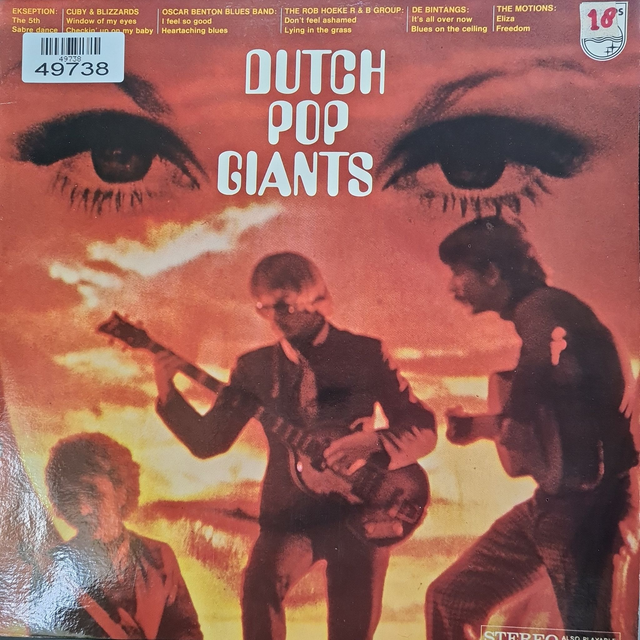 EKSEPTION:
The 5th
Sabre dance
CUBY & BLIZZARDS
Window of my eyes
Checkin' up on my baby
OSCAR BENTON BLUES BAND:
I feel so good
Heartaching blues
THE ROB HOEKE R & B GROUP:
Don't feel ashamed
Lying in the grass
DE BINTANGS:
It's all over now
Blues on the ceiling
THE MOTIONS:
Eliza
Freedom
18s
49738
49738
DUTCH
POP
GIANTS
STEREO ALSO PLAYABLE